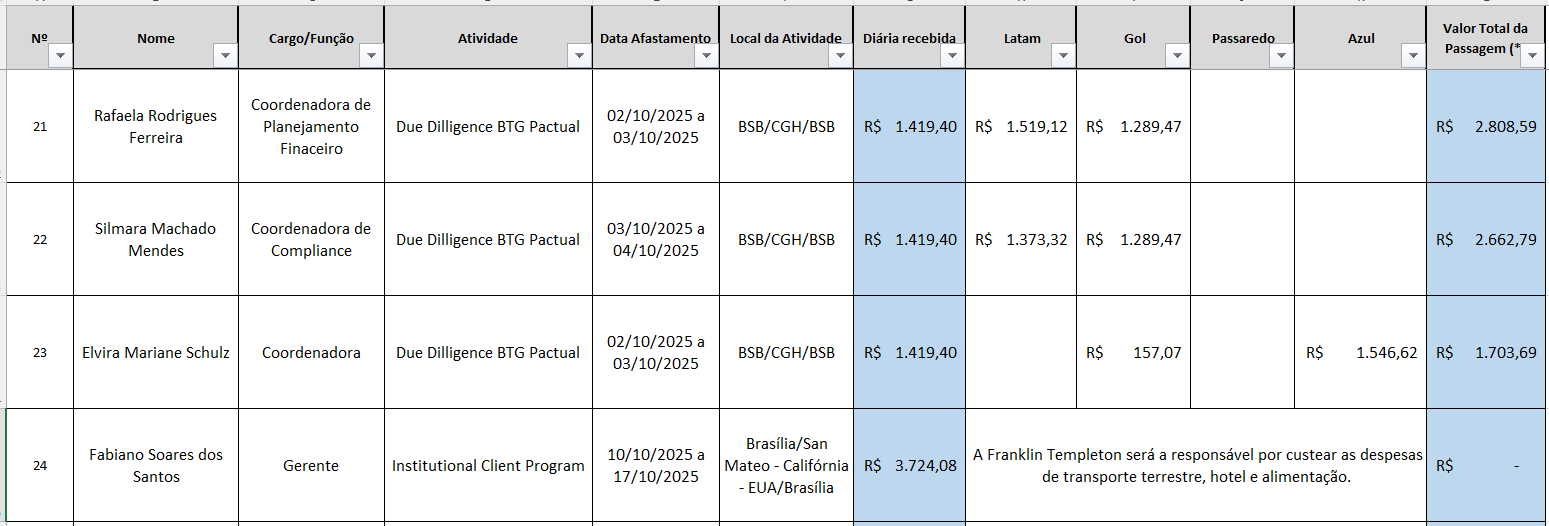 Nº Nome Cargo/Função Atividade Data Afastamento Local da Atividade Diária recebida Latam Gol Passaredo Azul Valor Total da
Passagem (*
21 Rafaela Rodrigues
Ferreira Coordenadora de
Planejamento
Finaceiro Due Dilligence BTG Pactual 02/10/2025 a
03/10/2025 BSB/CGH/BSB R$ 1.419,40 R$ 1.519,12 R$ 1.289,47 R$ 2.808,59
22 Silmara Machado
Mendes Coordenadora de
Compliance Due Dilligence BTG Pactual 03/10/2025 a
04/10/2025 BSB/CGH/BSB R$ 1.419,40 R$ 1.373,32 R$ 1.289,47 R$ 2.662,79
23 Elvira Mariane Schulz Coordenadora Due Dilligence BTG Pactual 02/10/2025 a
03/10/2025 BSB/CGH/BSB R$ 1.419,40 R$ 157,07 R$ 1.546,62 R$ 1.703,69
24 Fabiano Soares dos
Santos Gerente Institutional Client Program 10/10/2025 a
17/10/2025 Brasília/San
Mateo - Califórnia
- EUA/Brasília R$ 3.724,08 A Franklin Templeton será a responsável por custear as despesas
de transporte terrestre, hotel e alimentação. R$ -